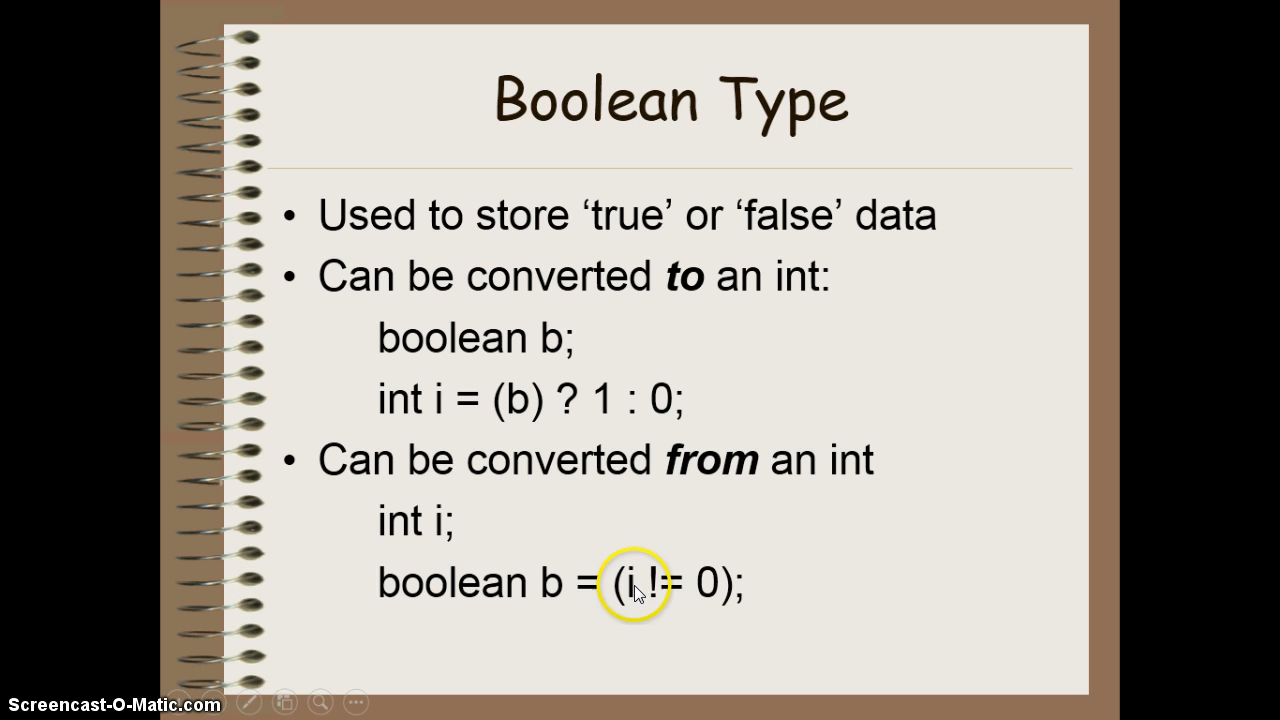 Boolean Type
• Used to store ‘true’ or ‘false’ data
• Can be converted to an int:
boolean b;
int i = (b) ? 1 : 0;
• Can be converted from an int
int i;
boolean b = (i != 0);
Screencast-O-Matic.com